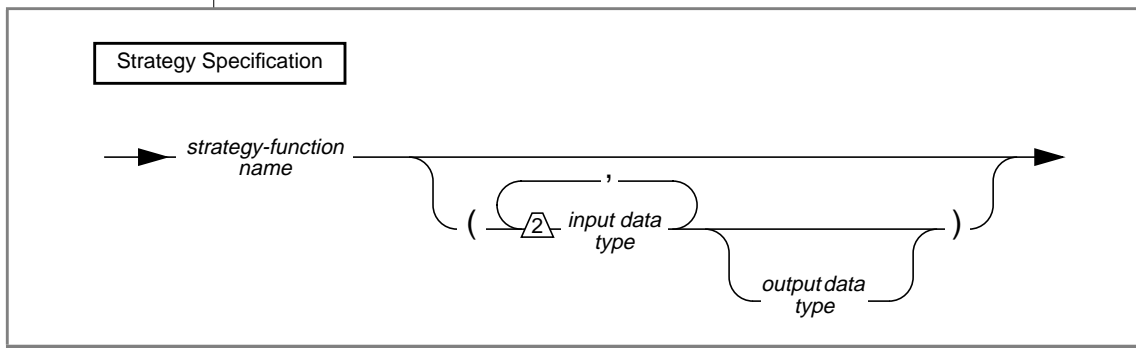 Strategy Specification
strategy-function
name
,
( 2 input data )
type
output data
type